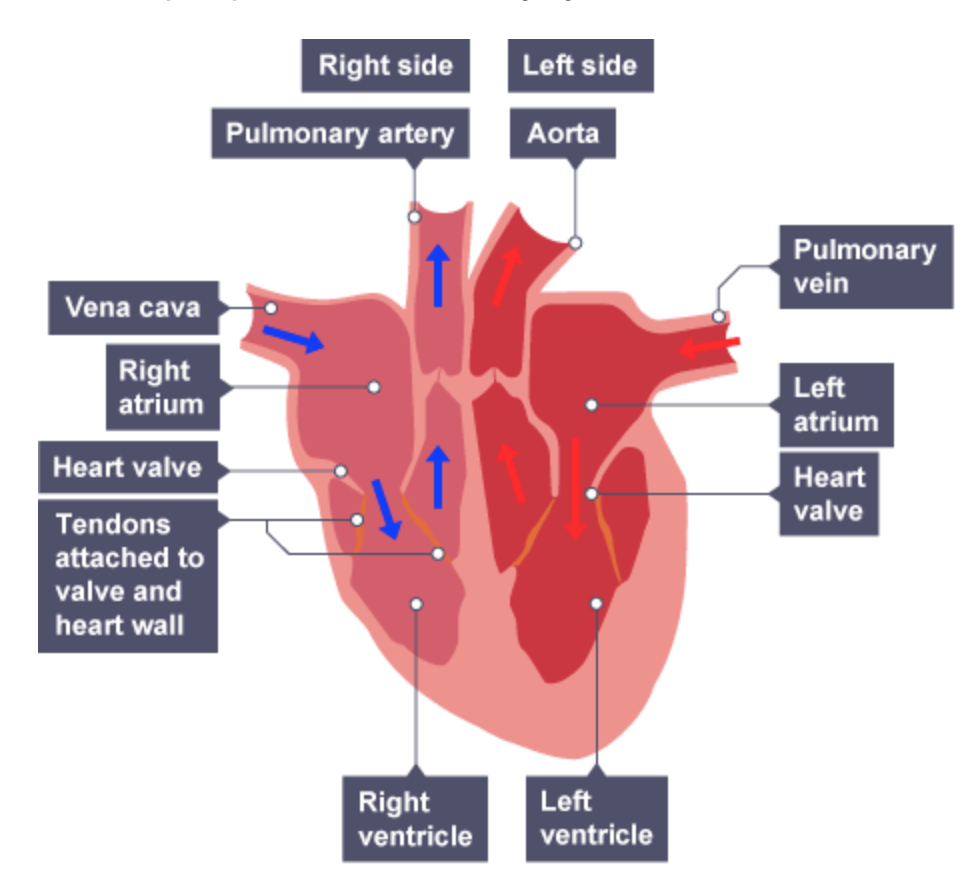 Right side
Left side
Pulmonary artery
Aorta
Pulmonary
vein
Vena cava
Right
atrium
Left
atrium
Heart valve
Heart
valve
Tendons
attached to
valve and
heart wall
Right
ventricle
Left
ventricle